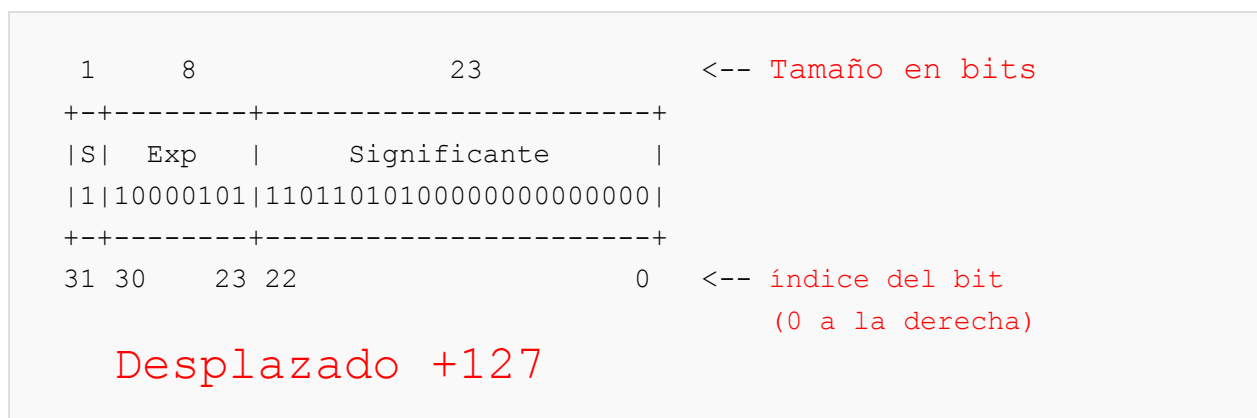 1 8 23 <-- Tamaño en bits
+-+--------+-----------------------+
|S| Exp | Significante |
|1|10000101|11011010100000000000000|
+-+--------+-----------------------+
31 30 23 22 0 <-- índice del bit
(0 a la derecha)
Desplazado +127